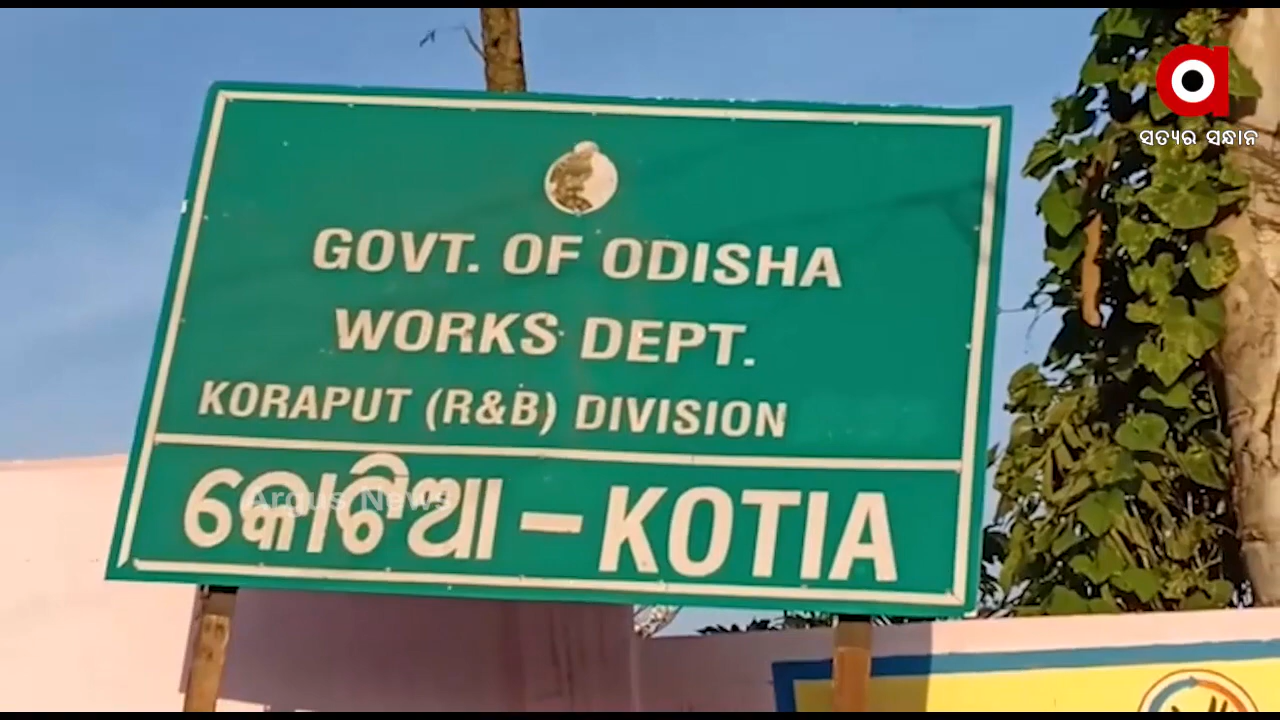 ସତ୍ୟର ସନ୍ଧାନ
GOVT. OF ODISHA
WORKS DEPT.
KORAPUT (R&B) DIVISION
କୋଟିଆ – KOTIA
Argus News